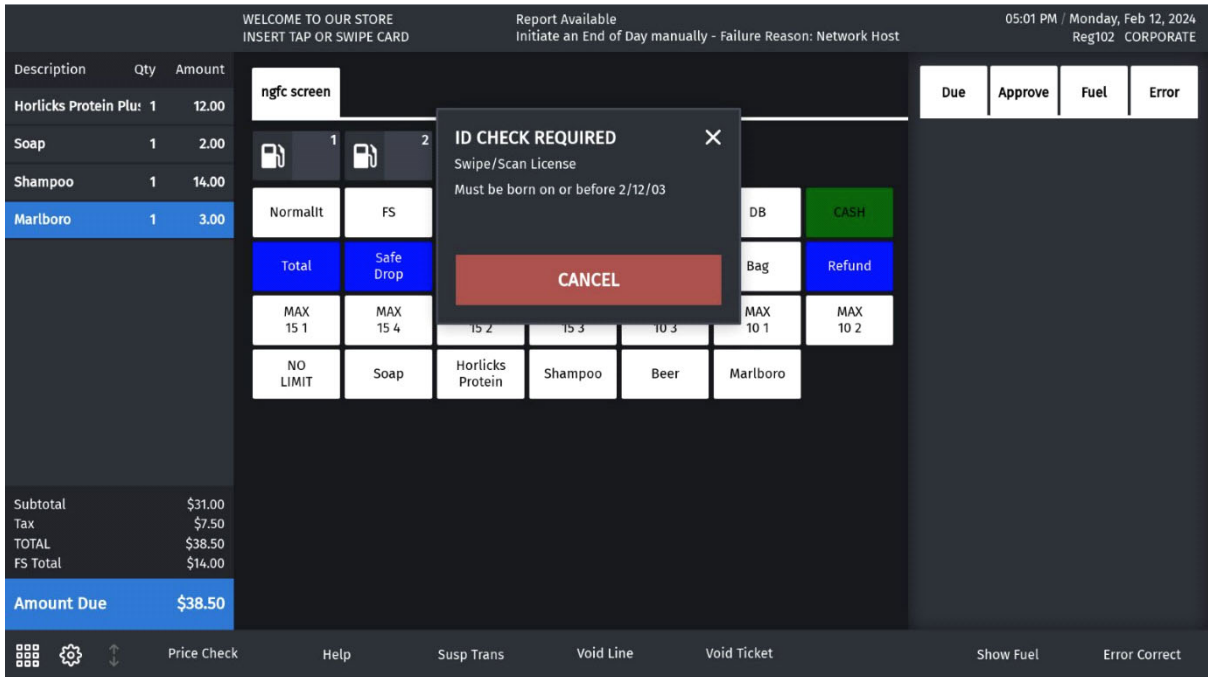 WELCOME TO OUR STORE
INSERT TAP OR SWIPE CARD
Report Available
Initiate an End of Day manually - Failure Reason: Network Host
05:01 PM / Monday, Feb 12, 2024
Reg102 CORPORATE
Description Qty Amount
Horlicks Protein Plu: 1 12.00
Soap 1 2.00
Shampoo 1 14.00
Marlboro 1 3.00
Subtotal $31.00
Tax $7.50
TOTAL $38.50
FS Total $14.00
Amount Due $38.50
ngfc screen
1 2
ID CHECK REQUIRED
Swipe/Scan License
Must be born on or before 2/12/03
CANCEL
NormalIt FS DB CASH
Total Safe Drop Bag Refund
MAX 15 1 MAX 15 4 15 2 15 3 10 3 MAX 10 1 MAX 10 2
NO LIMIT Soap Horlicks Protein Shampoo Beer Marlboro
Due Approve Fuel Error
Price Check Help Susp Trans Void Line Void Ticket Show Fuel Error Correct